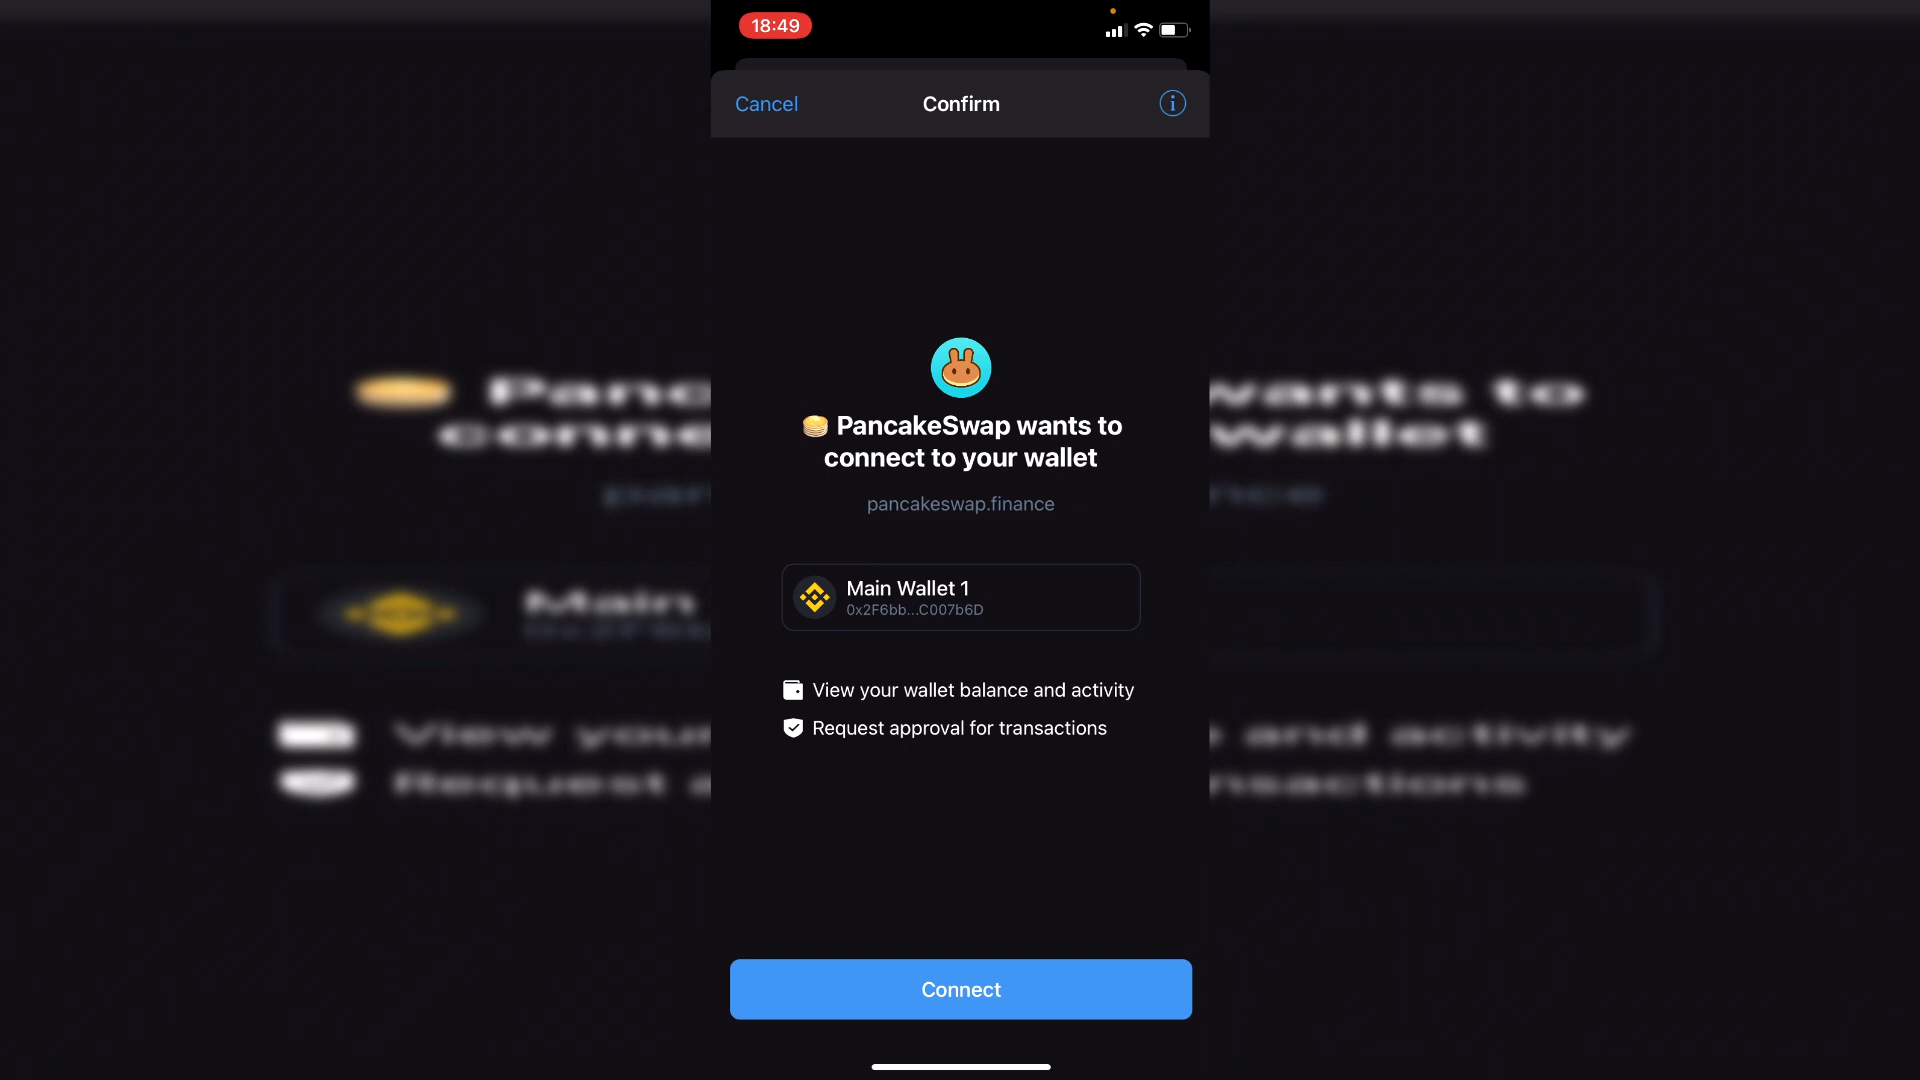 18:49
Cancel
Confirm
PancakeSwap wants to
connect to your wallet
pancakeswap.finance
Main Wallet 1
0x2F6bb...C007b6D
View your wallet balance and activity
Request approval for transactions
Connect